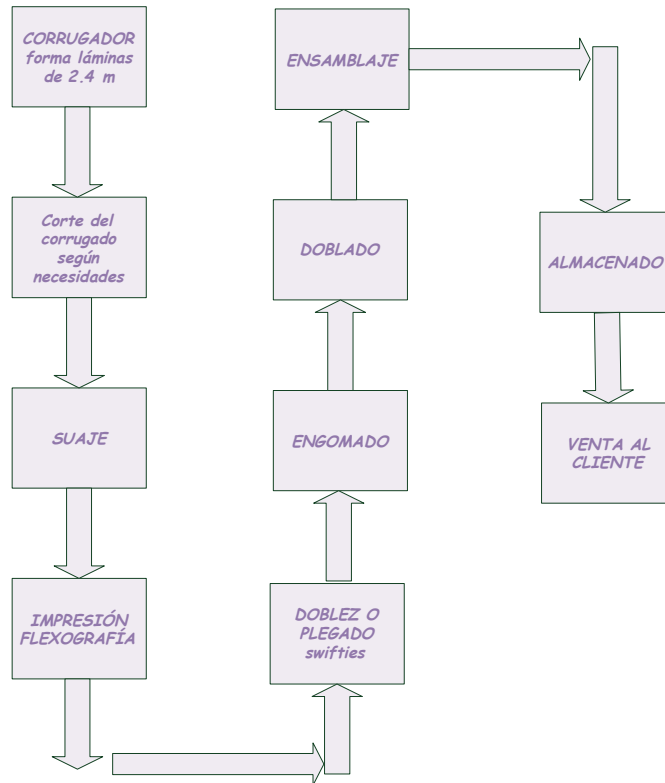 CORRUGADOR
forma láminas
de 2.4 m
Corte del
corrugado
según
necesidades
SUAJE
IMPRESIÓN
FLEXOGRAFÍA
DOBLEZ O
PLEGADO
swifties
ENGOMADO
DOBLADO
ENSAMBLAJE
ALMACENADO
VENTA AL
CLIENTE